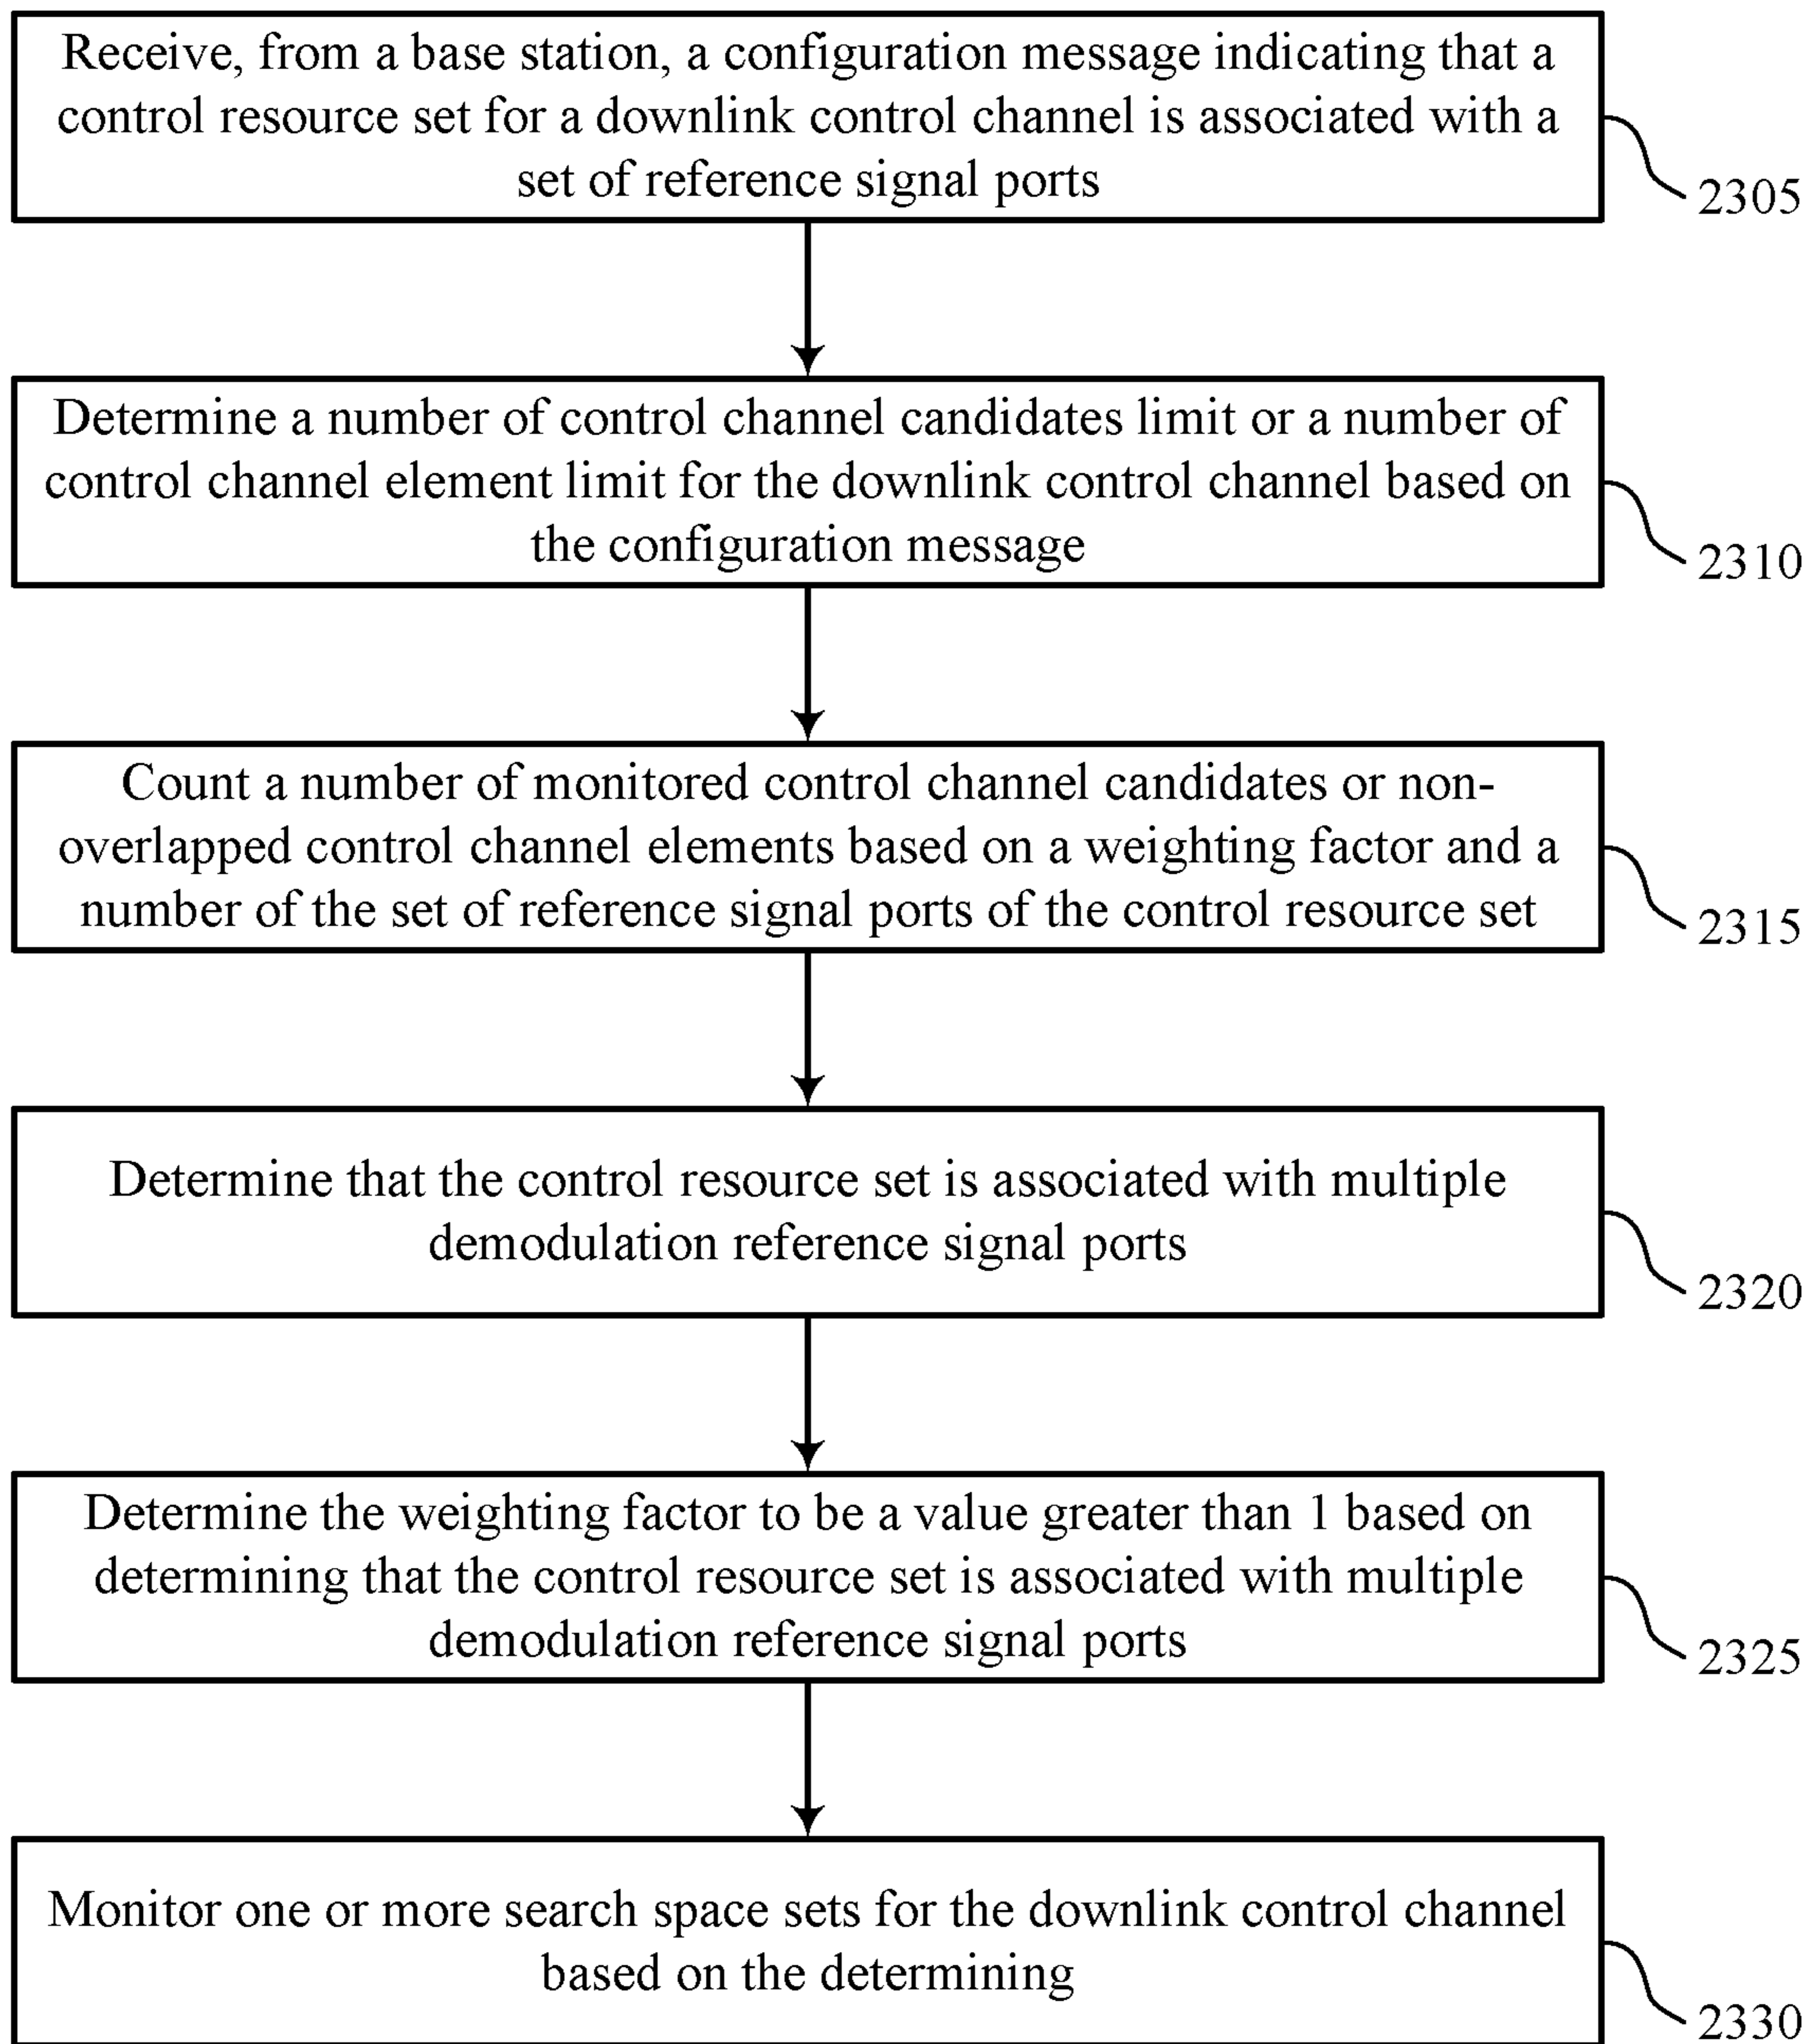 Receive, from a base station, a configuration message indicating that a
control resource set for a downlink control channel is associated with a
set of reference signal ports
2305
Determine a number of control channel candidates limit or a number of
control channel element limit for the downlink control channel based on
the configuration message
2310
Count a number of monitored control channel candidates or non-
overlapped control channel elements based on a weighting factor and a
number of the set of reference signal ports of the control resource set
2315
Determine that the control resource set is associated with multiple
demodulation reference signal ports
2320
Determine the weighting factor to be a value greater than 1 based on
determining that the control resource set is associated with multiple
demodulation reference signal ports
2325
Monitor one or more search space sets for the downlink control channel
based on the determining
2330